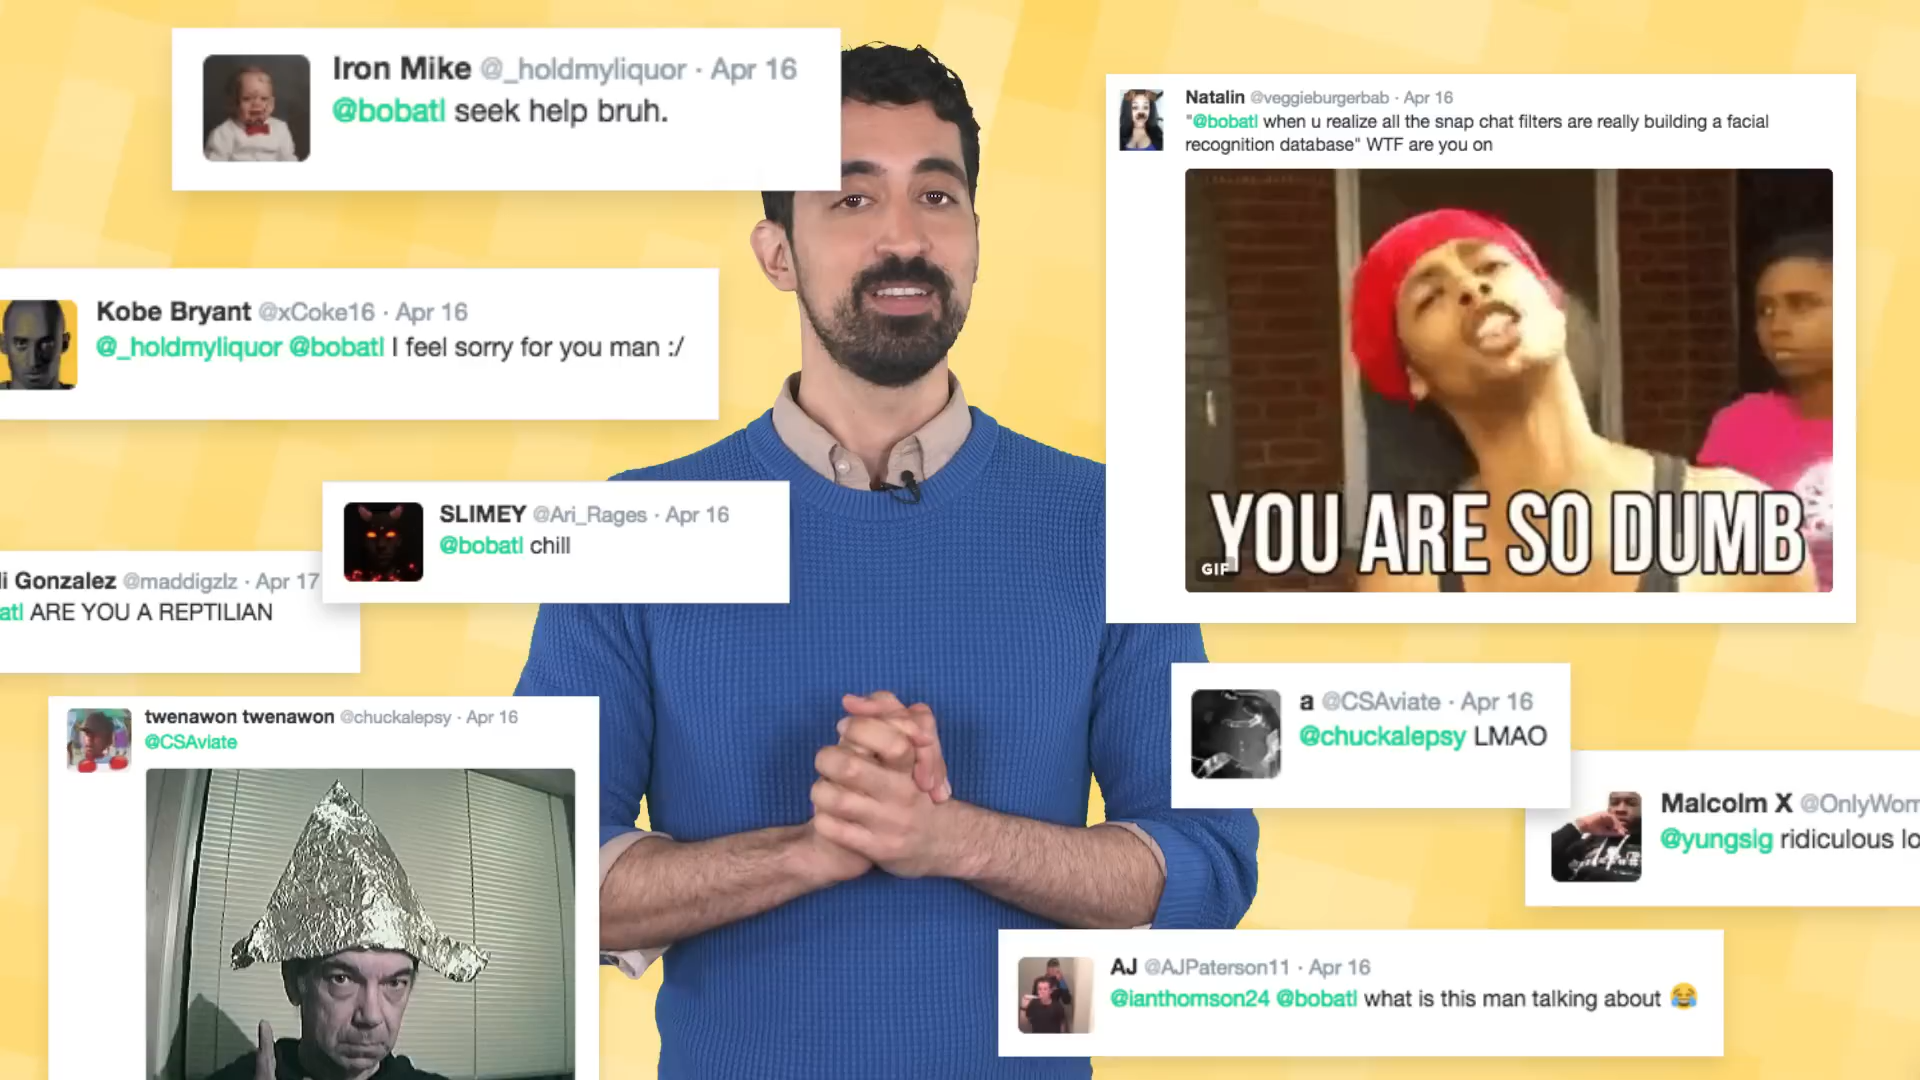 Iron Mike @_holdmyliquor · Apr 16
@bobatl seek help bruh.
Natalin @veggieburgerbab · Apr 16
"@bobatl when u realize all the snap chat filters are really building a facial
recognition database" WTF are you on
YOU ARE SO DUMB
GIF
Kobe Bryant @xCoke16 · Apr 16
@_holdmyliquor @bobatl I feel sorry for you man :/
SLIMEY @Ari_Rages · Apr 16
@bobatl chill
Gonzalez @maddigzlz · Apr 17
ARE YOU A REPTILIAN
twenawon twenawon @chuckalepsy · Apr 16
@CSAviate
a @CSAviate · Apr 16
@chuckalepsy LMAO
Malcolm X
@yungsig ridiculous
AJ @AJPaterson11 · Apr 16
@ianthomson24 @bobatl what is this man talking about 😂